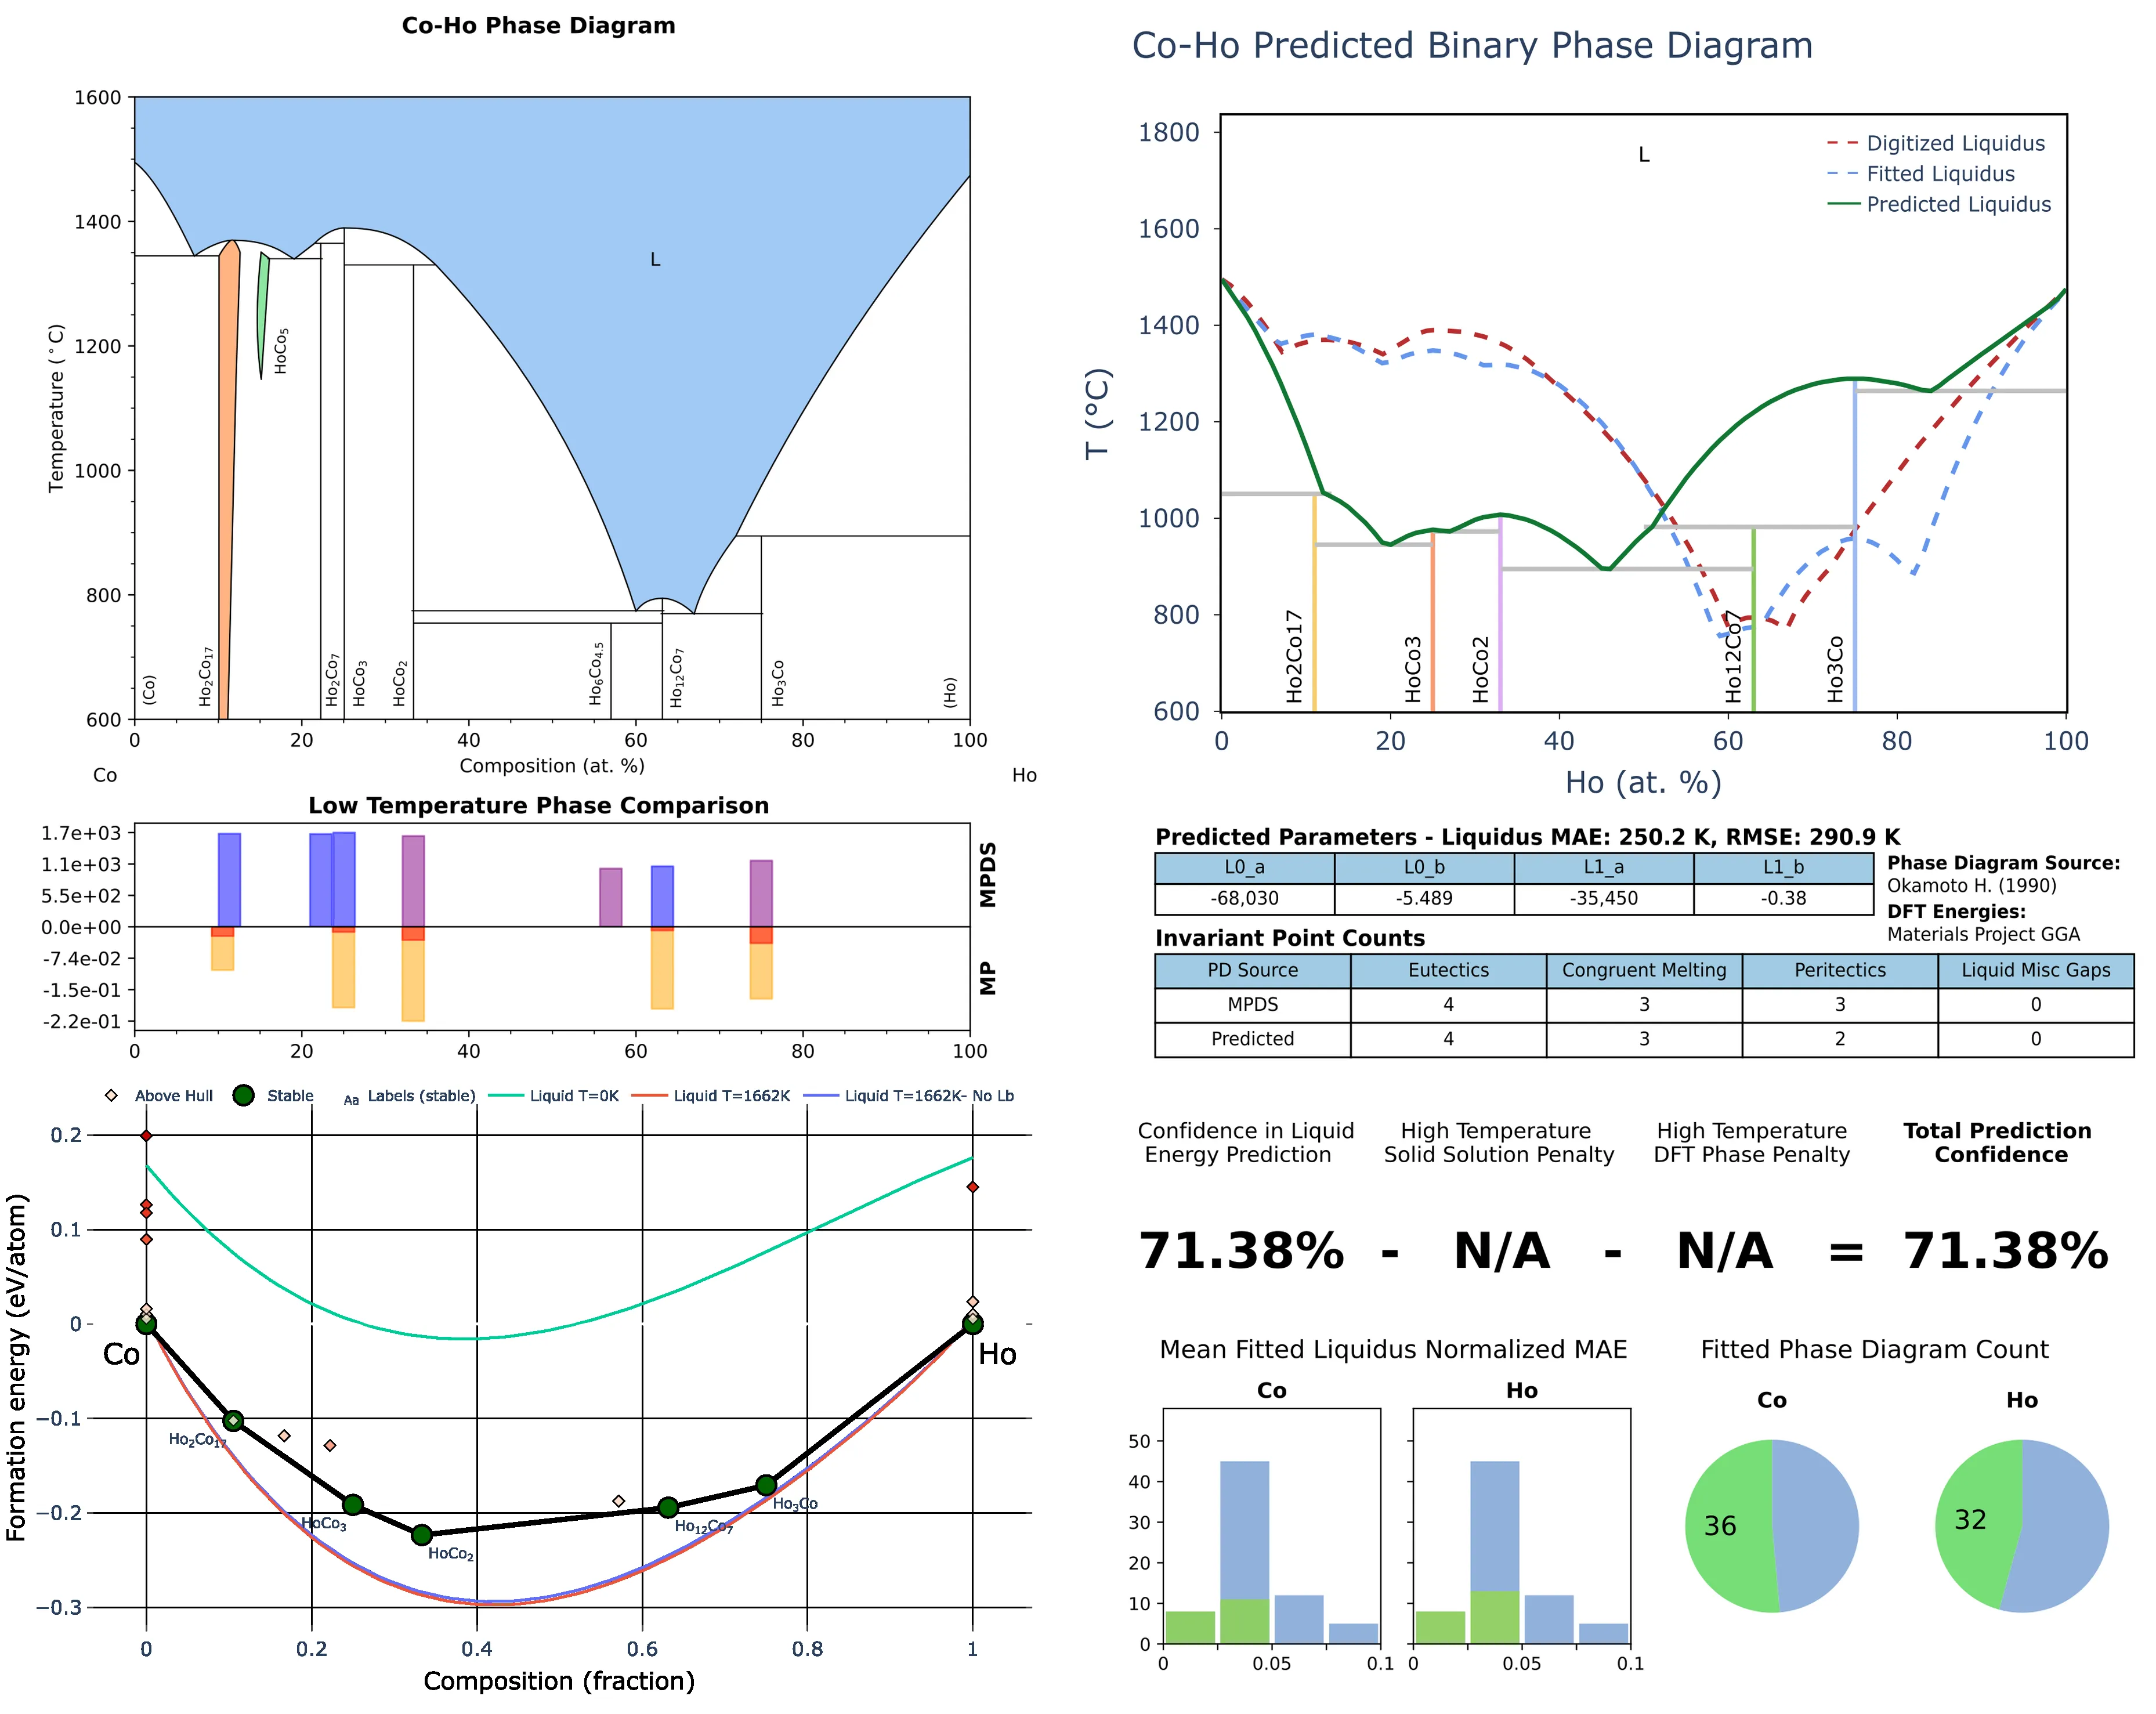 Co-Ho Phase Diagram
1600
1400
1200
1000
800
600
Temperature (°C)
L
(Co)
Ho2Co17
HoCo5
Ho2Co7
HoCo3
HoCo2
Ho6Co4.5
Ho12Co7
Ho3Co
(Ho)
0 20 40 60 80 100
Composition (at. %)
Co Ho
Low Temperature Phase Comparison
1.7e+03
1.1e+03
5.5e+02
0.0e+00
-7.4e-02
-1.5e-01
-2.2e-01
MPDS
MP
0 20 40 60 80 100
Above Hull Stable Aa Labels (stable) Liquid T=0K Liquid T=1662K Liquid T=1662K- No Lb
0.2
0.1
0
−0.1
−0.2
−0.3
Formation energy (eV/atom)
Co
Ho2Co17
HoCo3
HoCo2
Ho12Co7
Ho3Co
Ho
0 0.2 0.4 0.6 0.8 1
Composition (fraction)
Co-Ho Predicted Binary Phase Diagram
1800
1600
1400
1200
1000
800
600
T (°C)
L
Digitized Liquidus
Fitted Liquidus
Predicted Liquidus
Ho2Co17
HoCo3
HoCo2
Ho12Co7
Ho3Co
0 20 40 60 80 100
Ho (at. %)
Predicted Parameters - Liquidus MAE: 250.2 K, RMSE: 290.9 K
L0_a L0_b L1_a L1_b
-68,030 -5.489 -35,450 -0.38
Phase Diagram Source:
Okamoto H. (1990)
DFT Energies:
Materials Project GGA
Invariant Point Counts
PD Source Eutectics Congruent Melting Peritectics Liquid Misc Gaps
MPDS 4 3 3 0
Predicted 4 3 2 0
Confidence in Liquid
Energy Prediction
High Temperature
Solid Solution Penalty
High Temperature
DFT Phase Penalty
Total Prediction
Confidence
71.38% - N/A - N/A = 71.38%
Mean Fitted Liquidus Normalized MAE
Co Ho
50
40
30
20
10
0
0 0.05 0.1
0 0.05 0.1
Fitted Phase Diagram Count
Co Ho
36 32